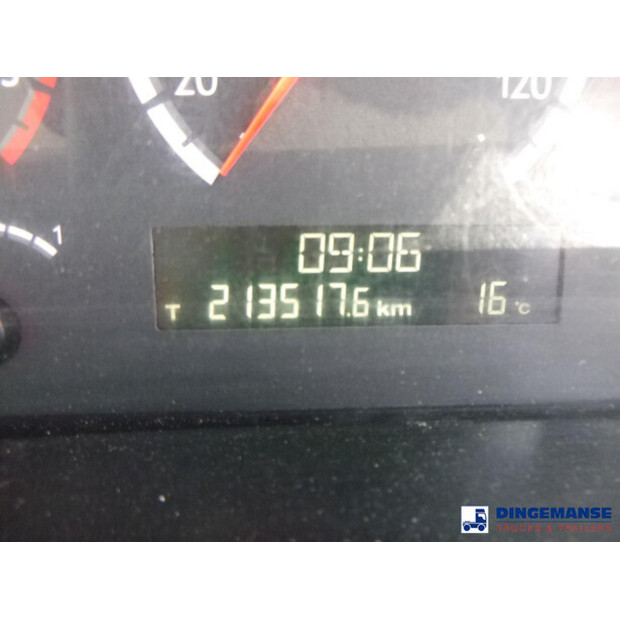 20
120
1
09:06
T 213517.6 km 16 °C
DINGEMANSE
TRUCKS & TRAILERS